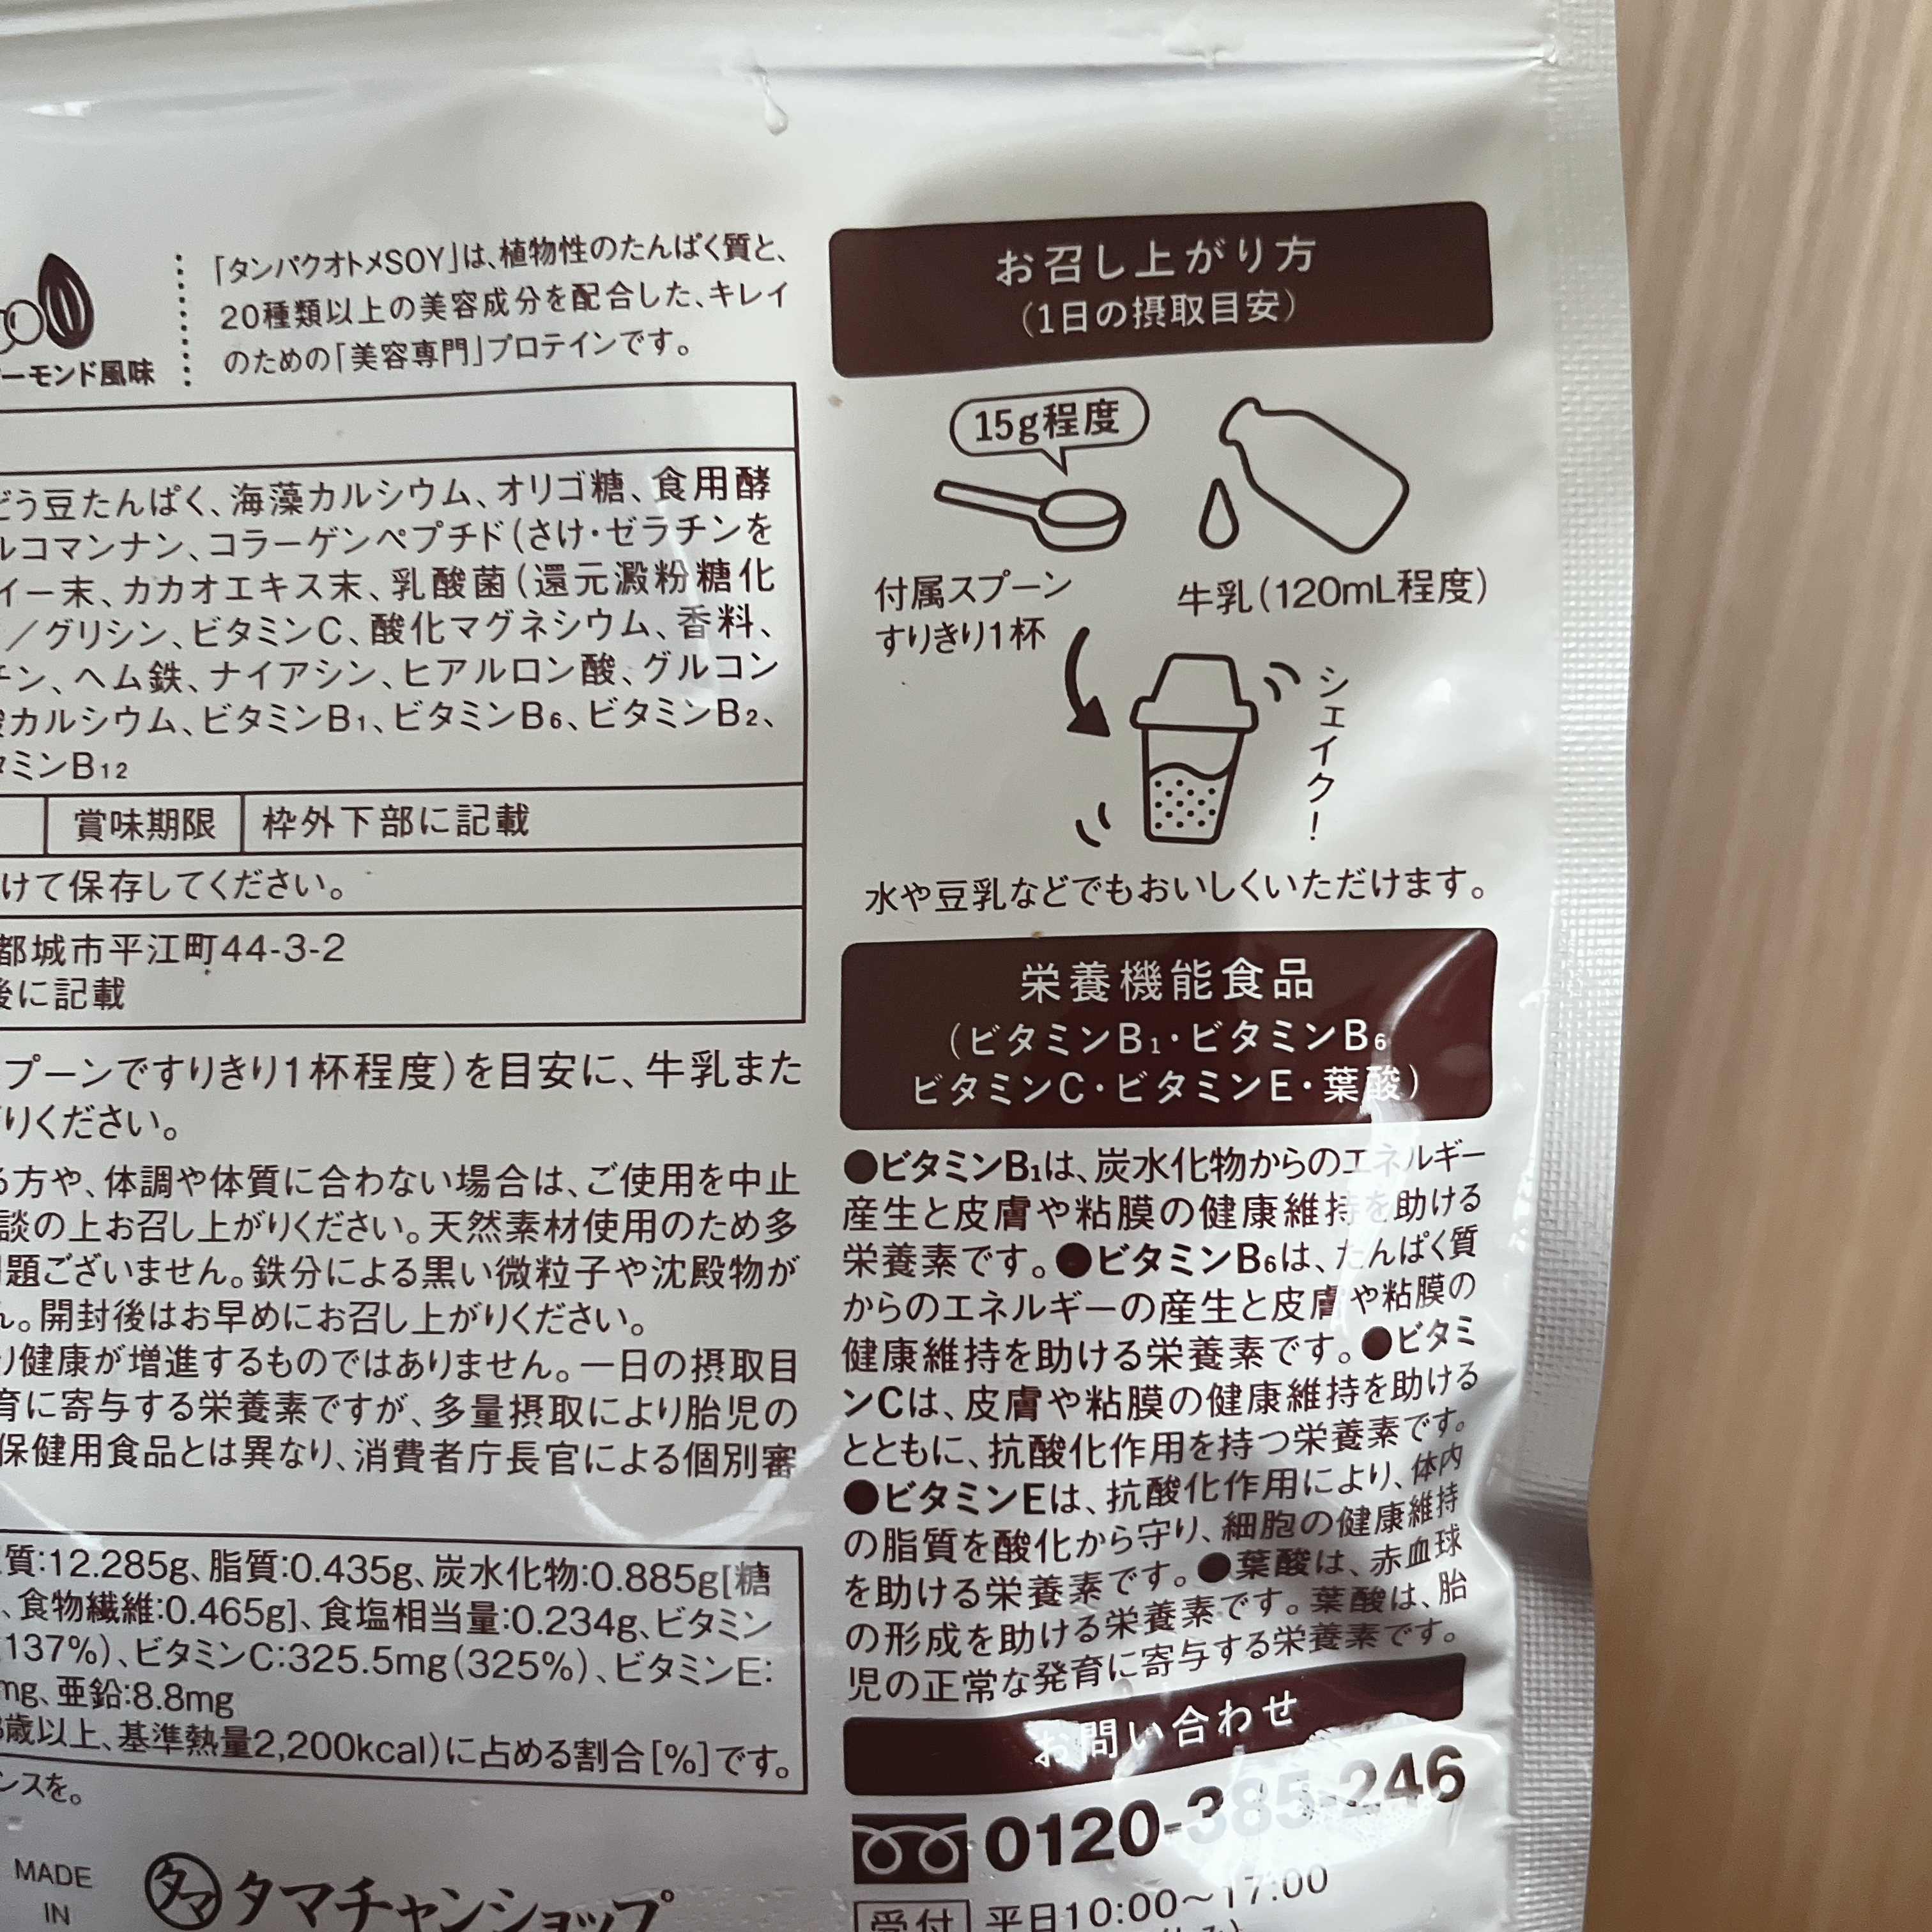 ーモンド風味
「タンパクオトメSOY」は、植物性のたんぱく質と、
20種類以上の美容成分を配合した、キレイ
のための「美容専門」プロテインです。
どう豆たんぱく、海藻カルシウム、オリゴ糖、食用酵
ルコマンナン、コラーゲンペプチド(さけ・ゼラチンを
イー末、カカオエキス末、乳酸菌(還元澱粉糖化
/グリシン、ビタミンC、酸化マグネシウム、香料、
チン、ヘム鉄、ナイアシン、ヒアルロン酸、グルコン
酸カルシウム、ビタミンB1、ビタミンB6、ビタミンB2、
タミンB12
賞味期限 枠外下部に記載
けて保存してください。
都城市平江町44-3-2
後に記載
プーンですりきり1杯程度)を目安に、牛乳また
りください。
る方や、体調や体質に合わない場合は、ご使用を中止
談の上お召し上がりください。天然素材使用のため多
題ございません。鉄分による黒い微粒子や沈殿物が
ん。開封後はお早めにお召し上がりください。
り健康が増進するものではありません。一日の摂取目
育に寄与する栄養素ですが、多量摂取により胎児の
保健用食品とは異なり、消費者庁長官による個別審
質:12.285g、脂質:0.435g、炭水化物:0.885g[糖
、食物繊維:0.465g]、食塩相当量:0.234g、ビタミン
137%)、ビタミンC:325.5mg(325%)、ビタミンE:
mg、亜鉛:8.8mg
歳以上、基準熱量2,200kcal)に占める割合[%]です。
ンスを。
MADE
IN
タマ タマチャンショップ
お召し上がり方
(1日の摂取目安)
15g程度
付属スプーン
すりきり1杯
牛乳(120mL程度)
シェイク!
水や豆乳などでもおいしくいただけます。
栄養機能食品
(ビタミンB1・ビタミンB6
ビタミンC・ビタミンE・葉酸)
●ビタミンB1は、炭水化物からのエネルギー
産生と皮膚や粘膜の健康維持を助ける
栄養素です。●ビタミンB6は、たんぱく質
からのエネルギーの産生と皮膚や粘膜の
健康維持を助ける栄養素です。●ビタミ
ンCは、皮膚や粘膜の健康維持を助ける
とともに、抗酸化作用を持つ栄養素です。
●ビタミンEは、抗酸化作用により、体内
の脂質を酸化から守り、細胞の健康維持
を助ける栄養素です。●葉酸は、赤血球
の形成を助ける栄養素です。葉酸は、胎
児の正常な発育に寄与する栄養素です。
お問い合わせ
0120-385-246
受付 平日10:00〜17:00